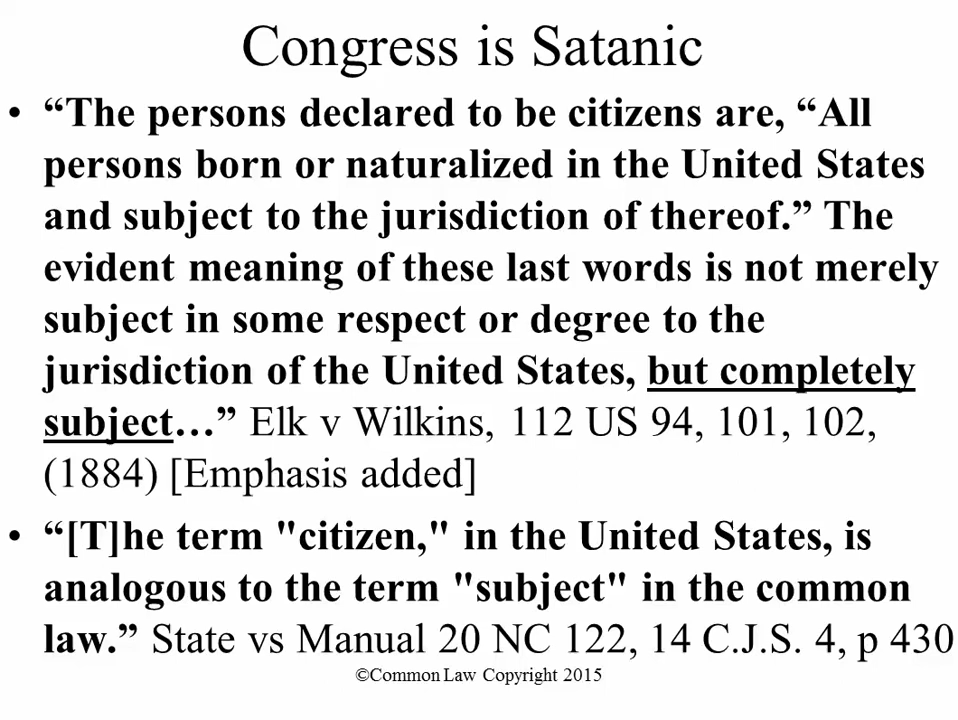 Congress is Satanic
• “The persons declared to be citizens are, “All
persons born or naturalized in the United States
and subject to the jurisdiction of thereof.” The
evident meaning of these last words is not merely
subject in some respect or degree to the
jurisdiction of the United States, but completely
subject…” Elk v Wilkins, 112 US 94, 101, 102,
(1884) [Emphasis added]
• “[T]he term "citizen," in the United States, is
analogous to the term "subject" in the common
law.” State vs Manual 20 NC 122, 14 C.J.S. 4, p 430
©Common Law Copyright 2015